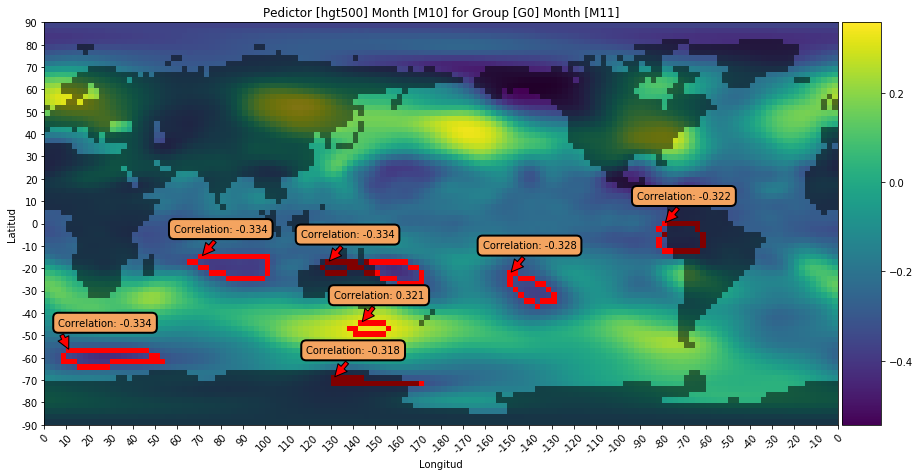 Pedictor [hgt500] Month [M10] for Group [G0] Month [M11]
90
80
70
60
50
40
30
20
10
0
-10
-20
-30
-40
-50
-60
-70
-80
-90
Latitud
Correlation: -0.322
Correlation: -0.334
Correlation: -0.334
Correlation: -0.328
Correlation: 0.321
Correlation: -0.334
Correlation: -0.318
0 10 20 30 40 50 60 70 80 90 100 110 120 130 140 150 160 170 -170 -160 -150 -140 -130 -120 -110 -100 -90 -80 -70 -60 -50 -40 -30 -20 -10 0
Longitud
0.2
0.0
−0.2
−0.4